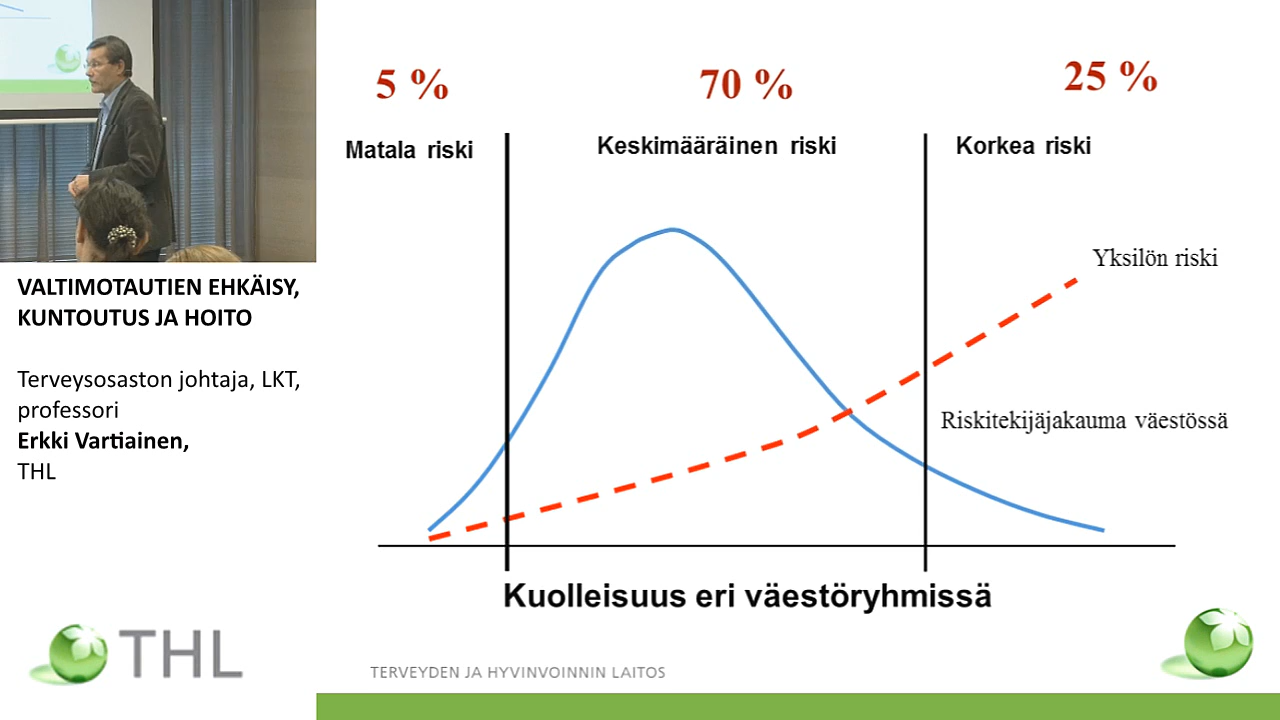 VALTIMOTAUTIEN EHKÄISY,
KUNTOUTUS JA HOITO
Terveysosaston johtaja, LKT,
professori
Erkki Vartiainen,
THL
THL
5 %
70 %
25 %
Matala riski
Keskimääräinen riski
Korkea riski
Yksilön riski
Riskitekijäjakauma väestössä
Kuolleisuus eri väestöryhmissä
TERVEYDEN JA HYVINVOINNIN LAITOS